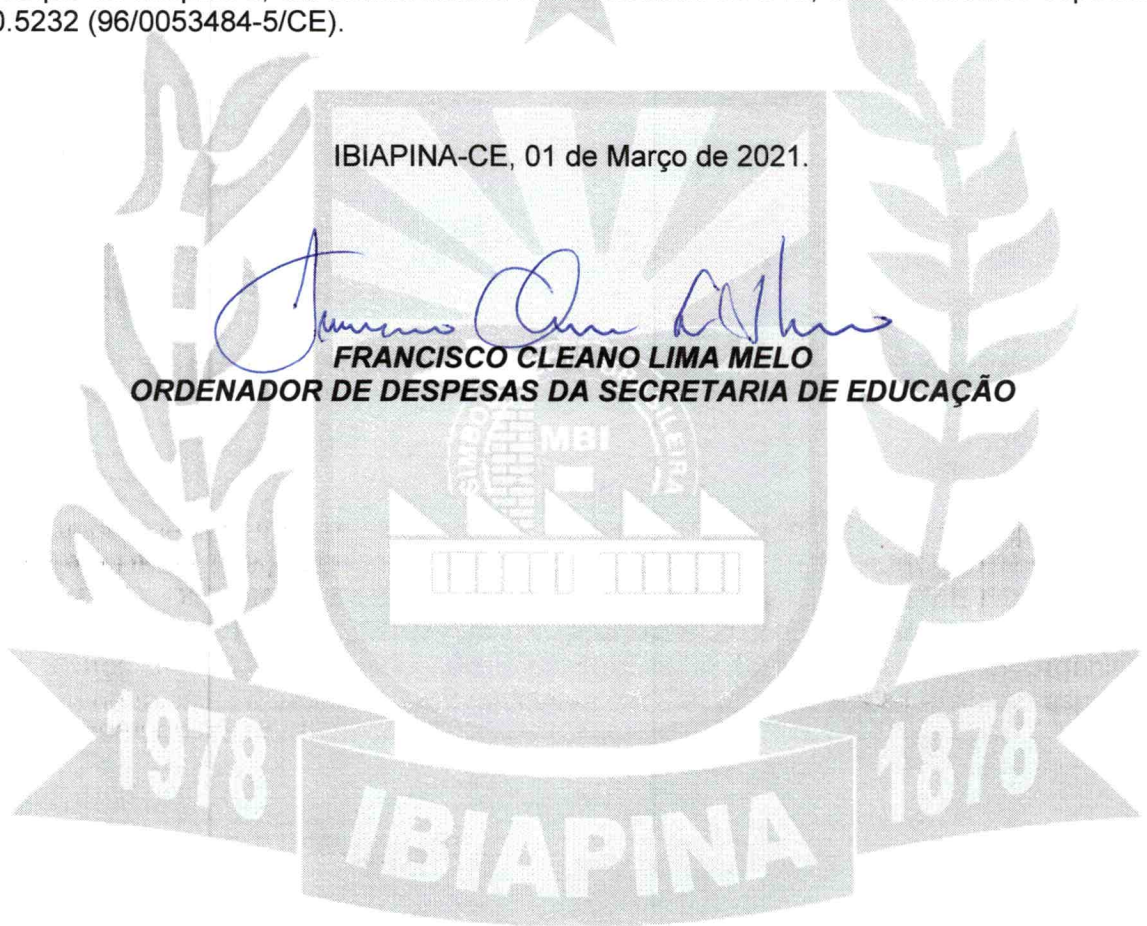 0.5232 (96/0053484-5/CE).
IBIAPINA-CE, 01 de Março de 2021.
FRANCISCO CLEANO LIMA MELO
ORDENADOR DE DESPESAS DA SECRETARIA DE EDUCAÇÃO
MBI
1978
IBIAPINA
1878